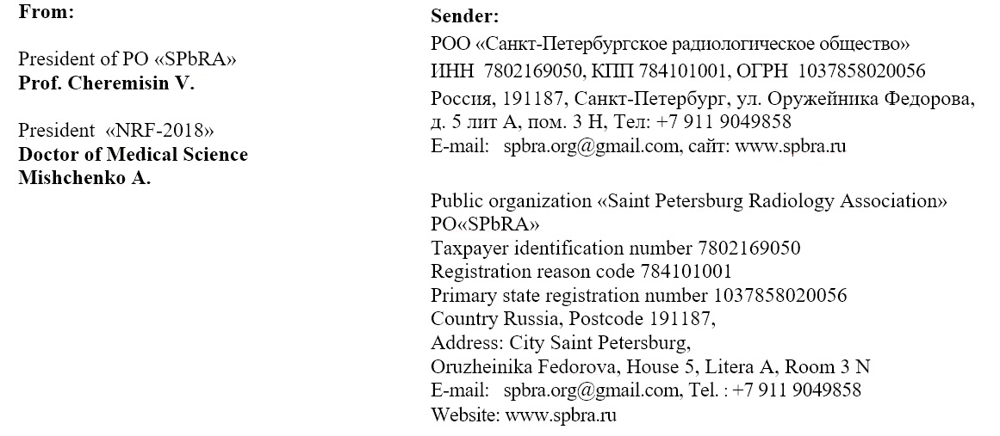 From:
President of PO «SPbRA»
Prof. Cheremisin V.
President «NRF-2018»
Doctor of Medical Science
Mishchenko A.
Sender:
РОО «Санкт-Петербургское радиологическое общество»
ИНН 7802169050, КПП 784101001, ОГРН 1037858020056
Россия, 191187, Санкт-Петербург, ул. Оружейника Федорова,
д. 5 лит А, пом. 3 Н, Тел: +7 911 9049858
E-mail: spbra.org@gmail.com, сайт: www.spbra.ru
Public organization «Saint Petersburg Radiology Association»
PO«SPbRA»
Taxpayer identification number 7802169050
Registration reason code 784101001
Primary state registration number 1037858020056
Country Russia, Postcode 191187,
Address: City Saint Petersburg,
Oruzheinika Fedorova, House 5, Litera A, Room 3 N
E-mail: spbra.org@gmail.com, Tel. : +7 911 9049858
Website: www.spbra.ru